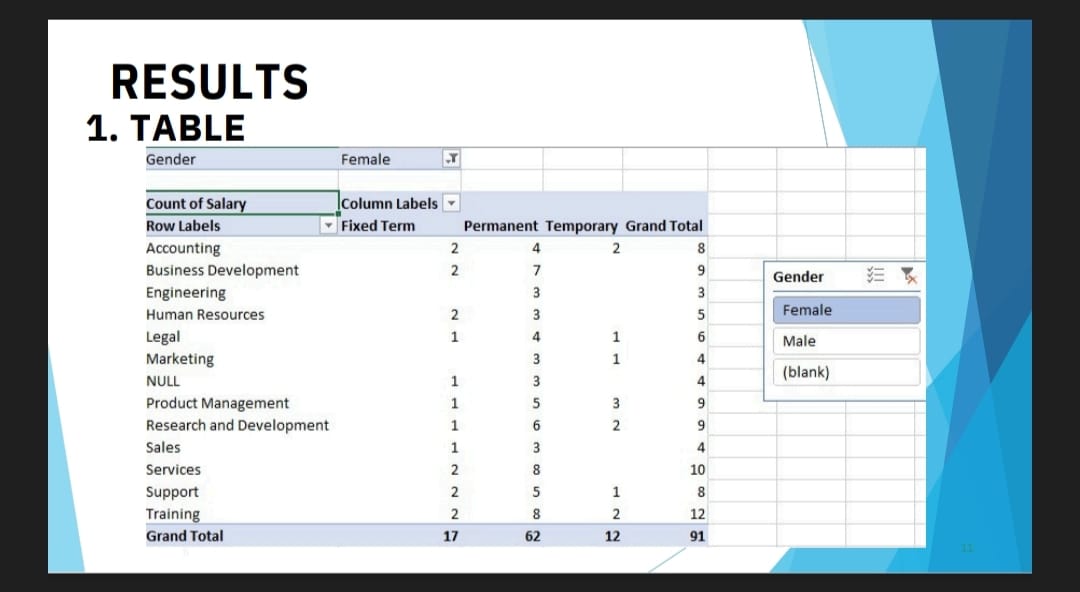 RESULTS
1. TABLE
Gender Female
Count of Salary Column Labels
Row Labels Fixed Term Permanent Temporary Grand Total
Accounting 2 4 2 8
Business Development 2 7 9
Engineering 3 3
Human Resources 2 3 5
Legal 1 4 1 6
Marketing 3 1 4
NULL 1 3 4
Product Management 1 5 3 9
Research and Development 1 6 2 9
Sales 1 3 4
Services 2 8 10
Support 2 5 1 8
Training 2 8 2 12
Grand Total 17 62 12 91
Gender
Female
Male
(blank)
11